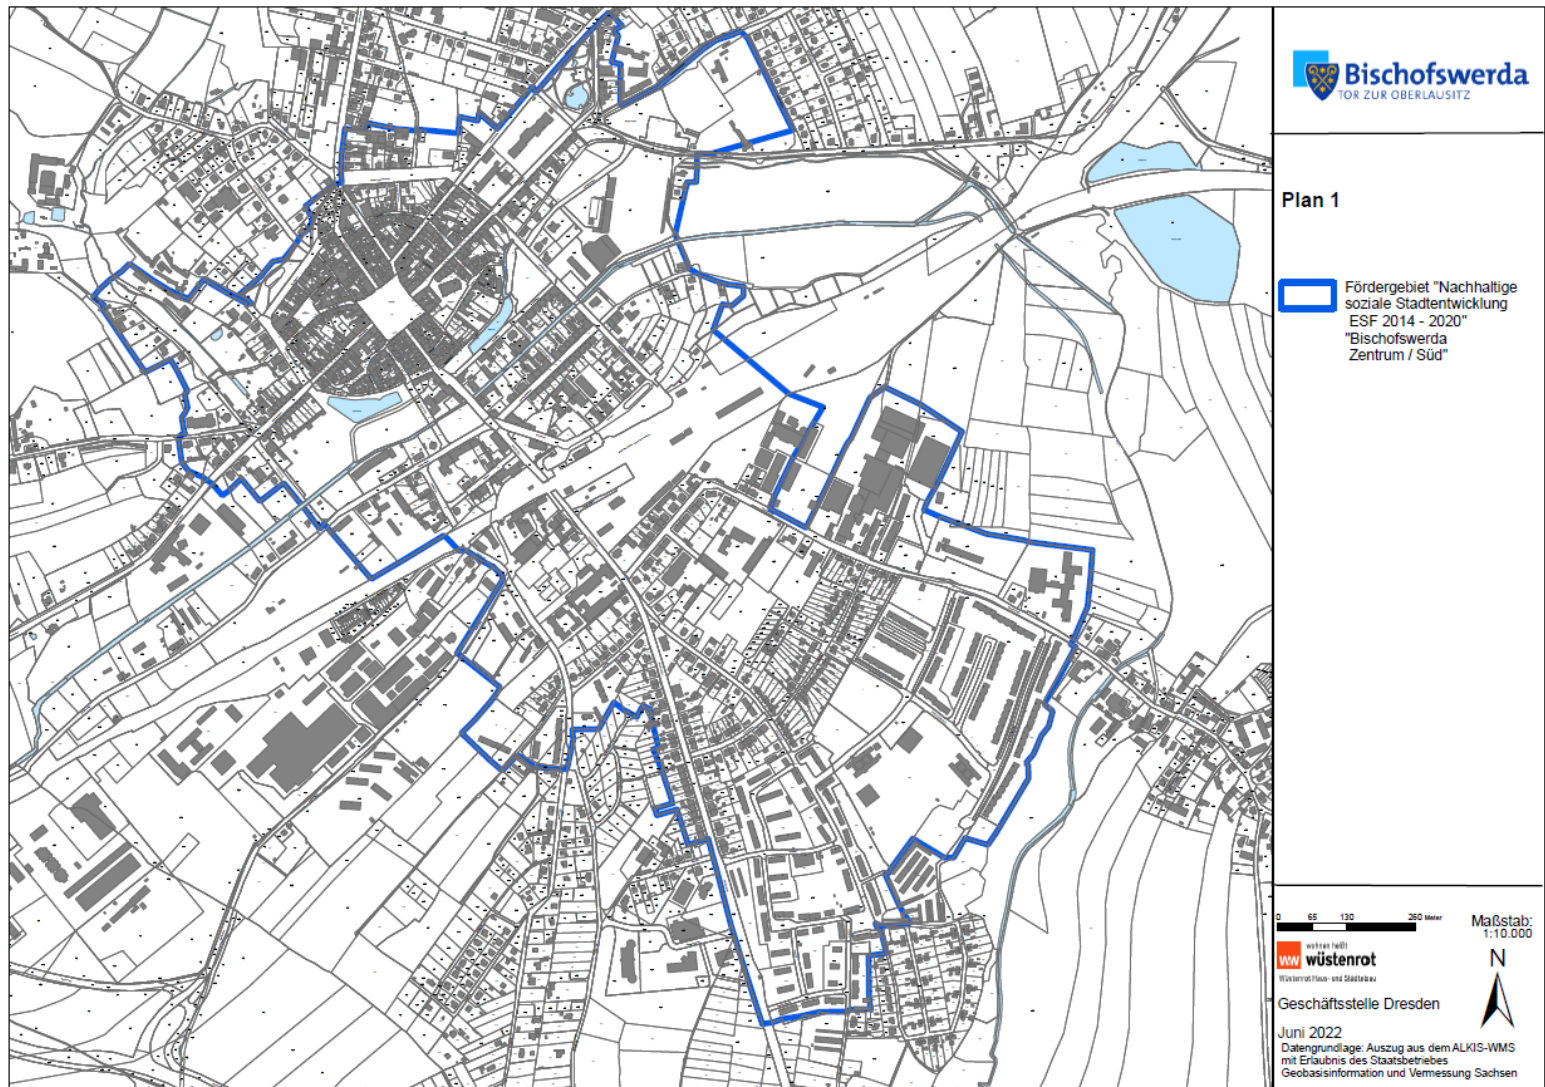 Bischofswerda
TOR ZUR OBERLAUSITZ
Plan 1
Fördergebiet "Nachhaltige
soziale Stadtentwicklung
ESF 2014 - 2020"
"Bischofswerda
Zentrum / Süd"
0 65 130 260 Meter
Maßstab:
1:10.000
wohnen heißt
wüstenrot
Wüstenrot Haus- und Städtebau
N
Geschäftsstelle Dresden
Juni 2022
Datengrundlage: Auszug aus dem ALKIS-WMS
mit Erlaubnis des Staatsbetriebes
Geobasisinformation und Vermessung Sachsen